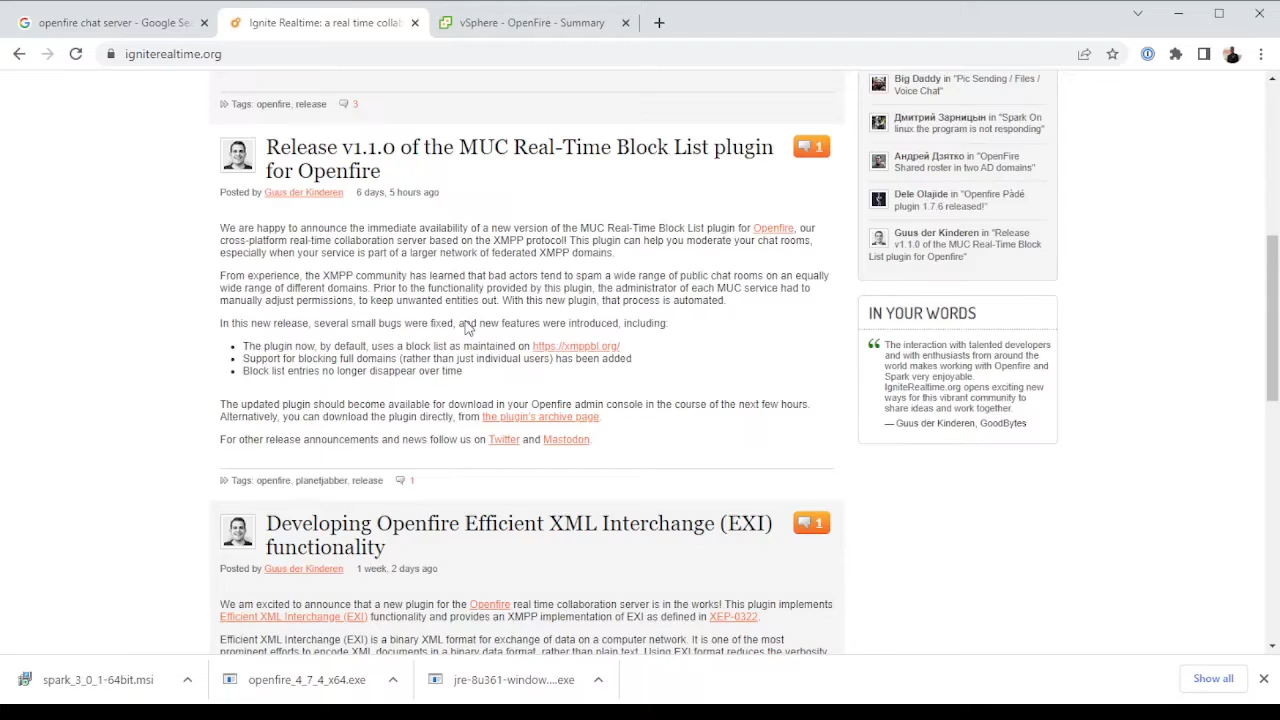 openfire chat server - Google Sea
Ignite Realtime: a real time collab
vSphere - OpenFire - Summary
igniterealtime.org
Tags: openfire, release 3
Release v1.1.0 of the MUC Real-Time Block List plugin
for Openfire
1
Posted by Guus der Kinderen 6 days, 5 hours ago
We are happy to announce the immediate availability of a new version of the MUC Real-Time Block List plugin for Openfire, our
cross-platform real-time collaboration server based on the XMPP protocol! This plugin can help you moderate your chat rooms,
especially when your service is part of a larger network of federated XMPP domains.
From experience, the XMPP community has learned that bad actors tend to spam a wide range of public chat rooms on an equally
wide range of different domains. Prior to the functionality provided by this plugin, the administrator of each MUC service had to
manually adjust permissions, to keep unwanted entities out. With this new plugin, that process is automated.
In this new release, several small bugs were fixed, and new features were introduced, including:
The plugin now, by default, uses a block list as maintained on https://xmppbl.org/
Support for blocking full domains (rather than just individual users) has been added
Block list entries no longer disappear over time
The updated plugin should become available for download in your Openfire admin console in the course of the next few hours.
Alternatively, you can download the plugin directly, from the plugin's archive page.
For other release announcements and news follow us on Twitter and Mastodon.
Tags: openfire, planetjabber, release 1
Developing Openfire Efficient XML Interchange (EXI)
functionality
1
Posted by Guus der Kinderen 1 week, 2 days ago
We am excited to announce that a new plugin for the Openfire real time collaboration server is in the works! This plugin implements
Efficient XML Interchange (EXI) functionality and provides an XMPP implementation of EXI as defined in XEP-0322.
Efficient XML Interchange (EXI) is a binary XML format for exchange of data on a computer network. It is one of the most
prominent efforts to encode XML documents in a binary data format, rather than plain text. Using EXI format reduces the verbosity
Big Daddy in "Pic Sending / Files /
Voice Chat"
Дмитрий Зарницын in "Spark On
linux the program is not responding"
Андрей Дзятко in "OpenFire
Shared roster in two AD domains"
Dele Olajide in "Openfire Pàdé
plugin 1.7.6 released!"
Guus der Kinderen in "Release
v1.1.0 of the MUC Real-Time Block
List plugin for Openfire"
IN YOUR WORDS
The interaction with talented developers
and with enthusiasts from around the
world makes working with Openfire and
Spark very enjoyable.
IgniteRealtime.org opens exciting new
ways for this vibrant community to
share ideas and work together.
— Guus der Kinderen, GoodBytes
spark_3_0_1-64bit.msi
openfire_4_7_4_x64.exe
jre-8u361-window....exe
Show all